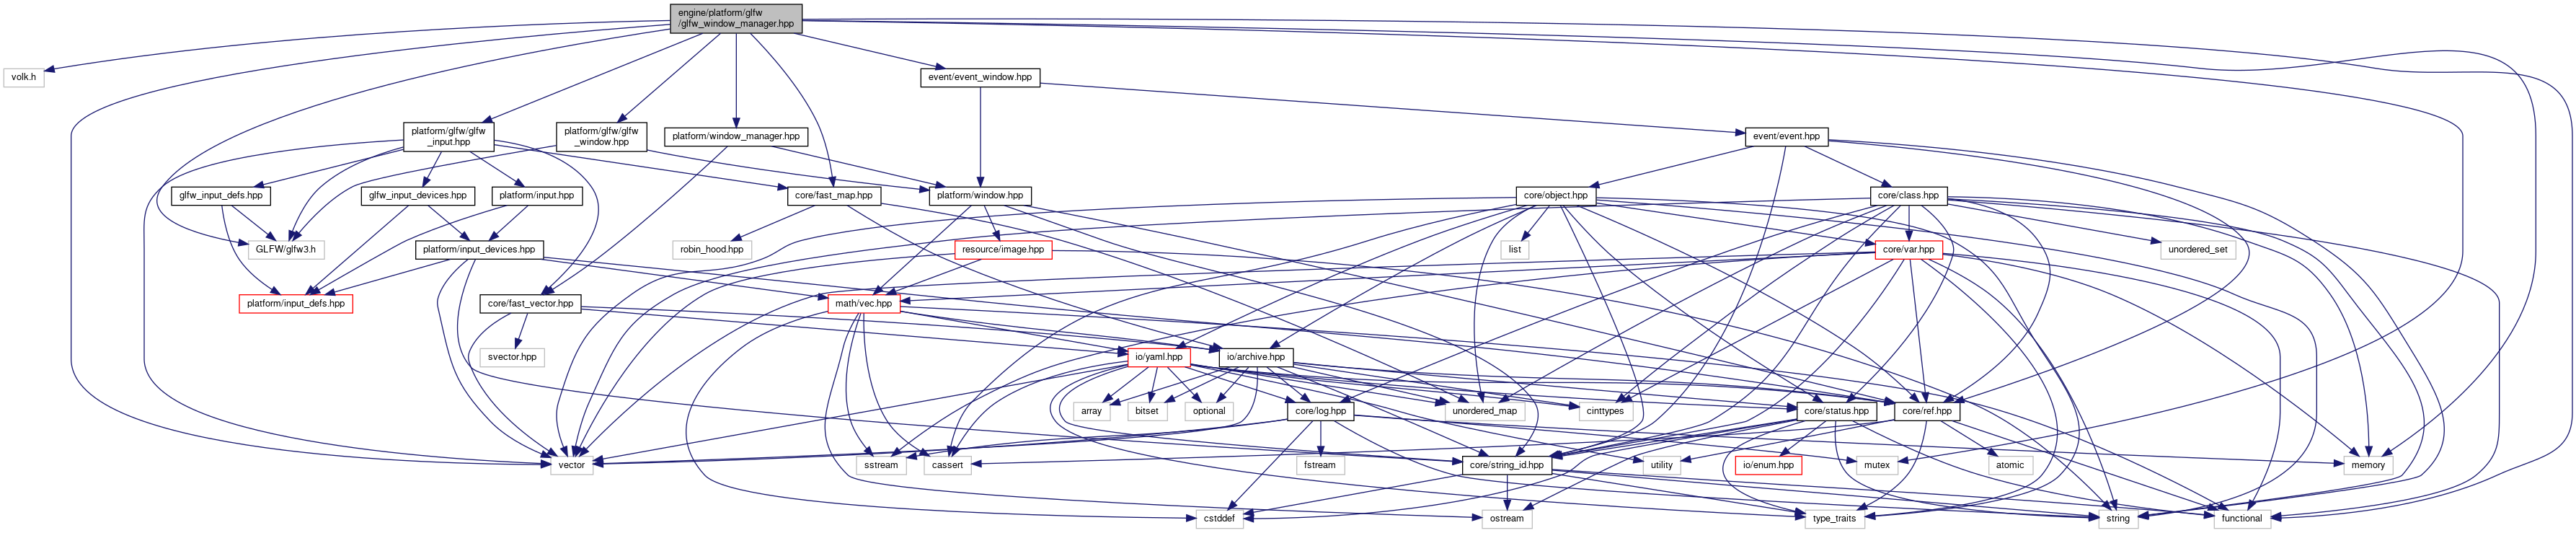 engine/platform/glfw
/glfw_window_manager.hpp
volk.h
event/event_window.hpp
platform/glfw/glfw
_input.hpp
platform/glfw/glfw
_window.hpp
platform/window_manager.hpp
event/event.hpp
glfw_input_defs.hpp
glfw_input_devices.hpp
platform/input.hpp
core/fast_map.hpp
platform/window.hpp
core/object.hpp
core/class.hpp
GLFW/glfw3.h
platform/input_devices.hpp
robin_hood.hpp
resource/image.hpp
list
core/var.hpp
unordered_set
platform/input_defs.hpp
core/fast_vector.hpp
math/vec.hpp
svector.hpp
io/yaml.hpp
io/archive.hpp
array
bitset
optional
core/log.hpp
unordered_map
cinttypes
core/status.hpp
core/ref.hpp
vector
sstream
cassert
fstream
core/string_id.hpp
utility
io/enum.hpp
mutex
atomic
memory
cstddef
ostream
type_traits
string
functional